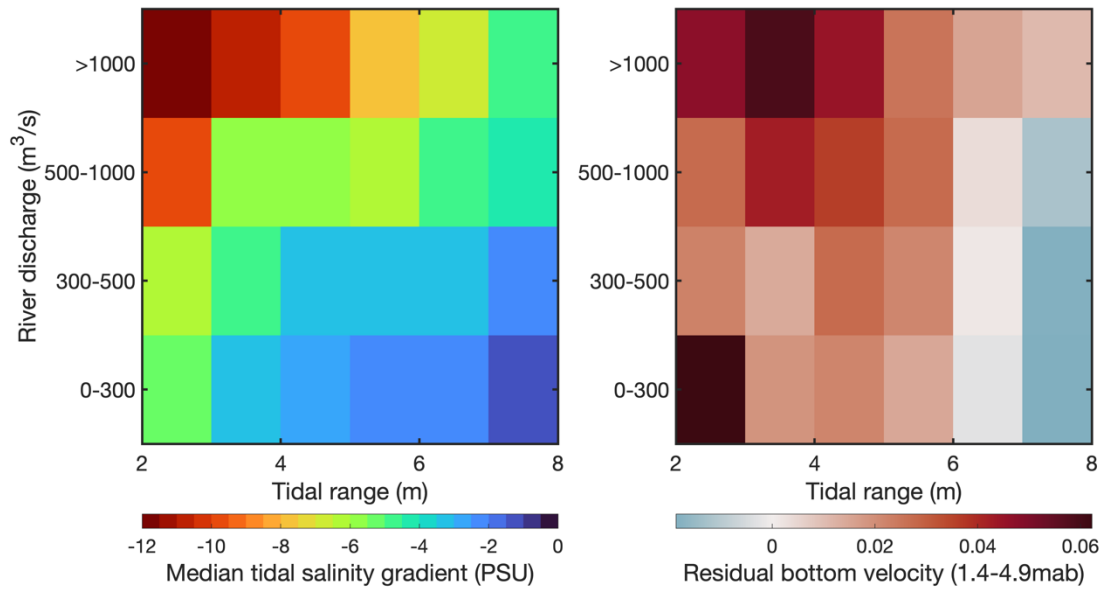 River discharge (m³/s)
>1000
500-1000
300-500
0-300
2 4 6 8
Tidal range (m)
-12 -10 -8 -6 -4 -2 0
Median tidal salinity gradient (PSU)
>1000
500-1000
300-500
0-300
2 4 6 8
Tidal range (m)
0 0.02 0.04 0.06
Residual bottom velocity (1.4-4.9mab)